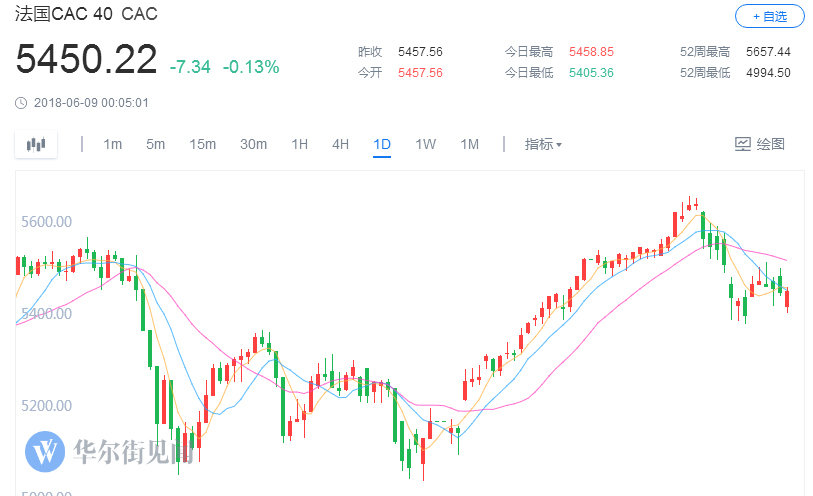 法国CAC 40 CAC
+ 自选
5450.22 -7.34 -0.13%
昨收 5457.56 今日最高 5458.85 52周最高 5657.44
今开 5457.56 今日最低 5405.36 52周最低 4994.50
2018-06-09 00:05:01
1m 5m 15m 30m 1H 4H 1D 1W 1M 指标 绘图
5600.00
5400.00
5200.00
华尔街见闻